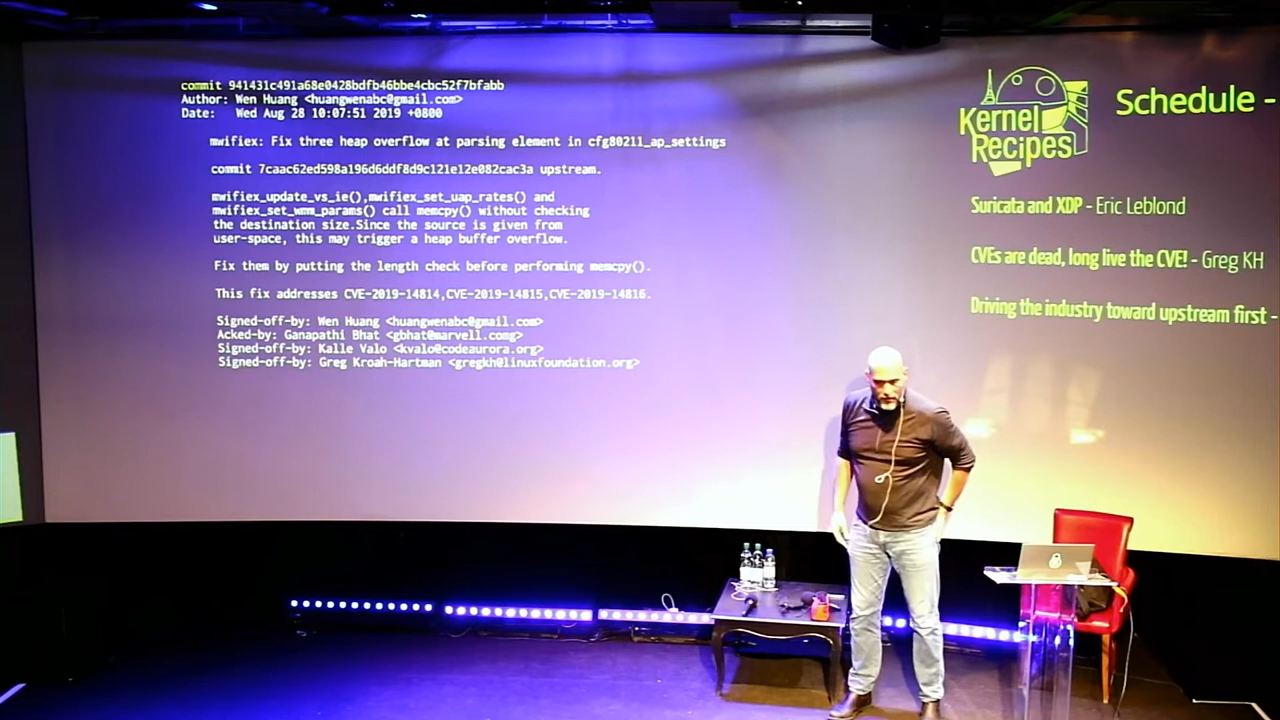 commit 941431c491a68e0428bdfb46bbe4cbc52f7bfabb
Author: Wen Huang <huangwenabc@gmail.com>
Date:   Wed Aug 28 10:07:51 2019 +0800
mwifiex: Fix three heap overflow at parsing element in cfg80211_ap_settings
commit 7caac62ed598a196d6ddf8d9c121e12e082cac3a upstream.
mwifiex_update_vs_ie(),mwifiex_set_uap_rates() and
mwifiex_set_wmm_params() call memcpy() without checking
the destination size.Since the source is given from
user-space, this may trigger a heap buffer overflow.
Fix them by putting the length check before performing memcpy().
This fix addresses CVE-2019-14814,CVE-2019-14815,CVE-2019-14816.
Signed-off-by: Wen Huang <huangwenabc@gmail.com>
Acked-by: Ganapathi Bhat <gbhat@marvell.comg>
Signed-off-by: Kalle Valo <kvalo@codeaurora.org>
Signed-off-by: Greg Kroah-Hartman <gregkh@linuxfoundation.org>
Kernel
Recipes
Schedule -
Suricata and XDP - Eric Leblond
CVEs are dead, long live the CVE! - Greg KH
Driving the industry toward upstream first -